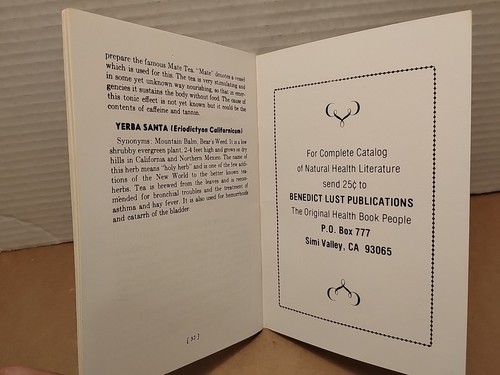 prepare the famous Mate Tea. "Mate" denotes a vessel
which is used for this. The tea is very stimulating and
in some yet unknown way nourishing, so that in emer-
gencies it sustains the body without food. The cause of
this tonic effect is not yet known but it could be the
contents of caffeine and tannin.
YERBA SANTA (Eriodictyon Californicum)
Synonyms: Mountain Balm, Bear's Weed. It is a low
shrubby evergreen plant, 2-4 feet high and grows on dry
hills in California and Northern Mexico. The name of
this herb means "holy herb" and is one of the few addi-
tions of the New World to the better known tea
herbs. Tea is brewed from the leaves and is recom-
mended for bronchial troubles and the treatment of
asthma and hay fever. It is also used for hemorrhoids
and catarrh of the bladder
For Complete Catalog
of Natural Health Literature
send 25¢ to
BENEDICT LUST PUBLICATIONS
The Original Health Book People
P.O. Box 777
Simi Valley, CA 93065